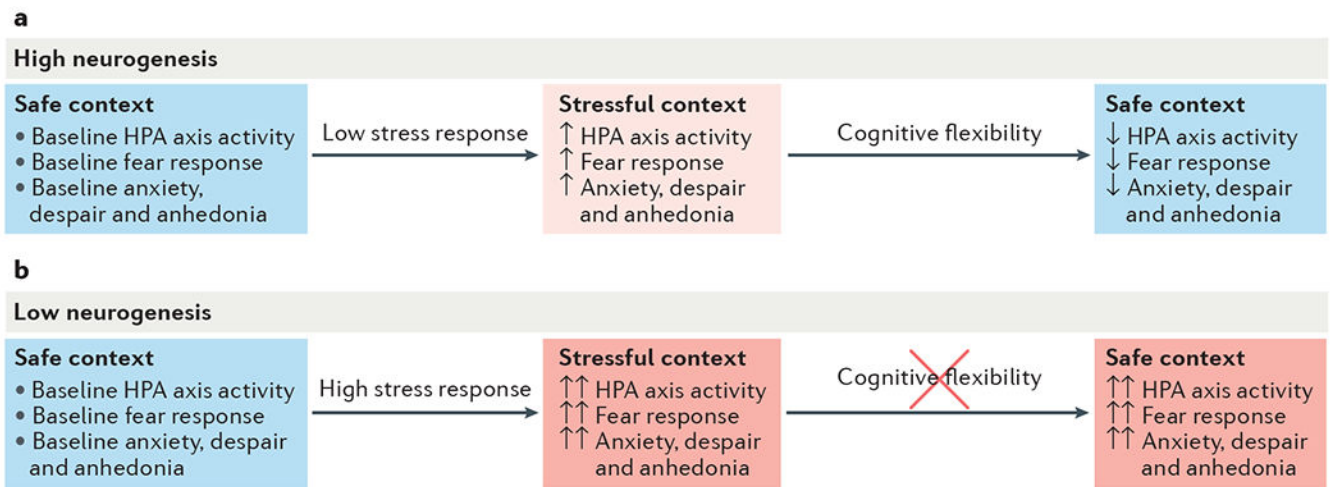 a
High neurogenesis
Safe context
• Baseline HPA axis activity
• Baseline fear response
• Baseline anxiety,
despair and anhedonia
Low stress response
Stressful context
↑ HPA axis activity
↑ Fear response
↑ Anxiety, despair
and anhedonia
Cognitive flexibility
Safe context
↓ HPA axis activity
↓ Fear response
↓ Anxiety, despair
and anhedonia
b
Low neurogenesis
Safe context
• Baseline HPA axis activity
• Baseline fear response
• Baseline anxiety, despair
and anhedonia
High stress response
Stressful context
↑↑ HPA axis activity
↑↑ Fear response
↑↑ Anxiety, despair
and anhedonia
Cognitive flexibility
Safe context
↑↑ HPA axis activity
↑↑ Fear response
↑↑ Anxiety, despair
and anhedonia